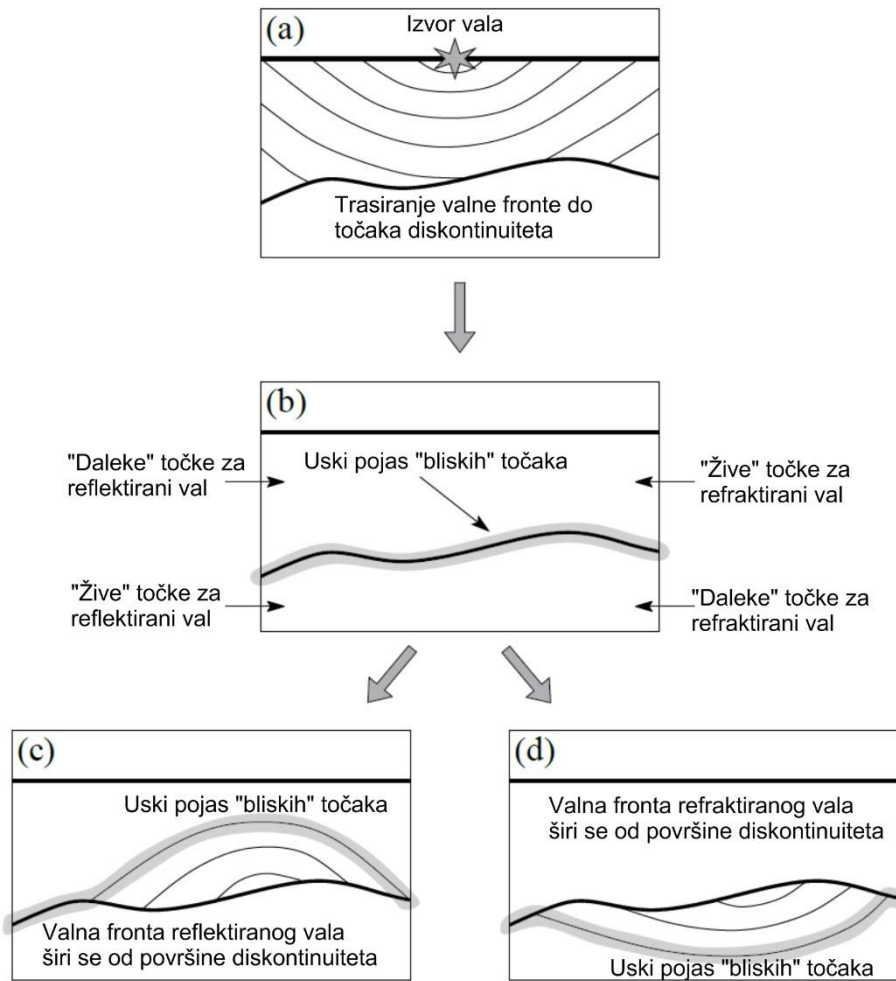 (a)
Izvor vala
Trasiranje valne fronte do
točaka diskontinuiteta
(b)
"Daleke" točke za
reflektirani val
Uski pojas "bliskih" točaka
"Žive" točke za
refraktirani val
"Žive" točke za
reflektirani val
"Daleke" točke za
refraktirani val
(c)
Uski pojas "bliskih" točaka
Valna fronta reflektiranog vala
širi se od površine diskontinuiteta
(d)
Valna fronta refraktiranog vala
širi se od površine diskontinuiteta
Uski pojas "bliskih" točaka